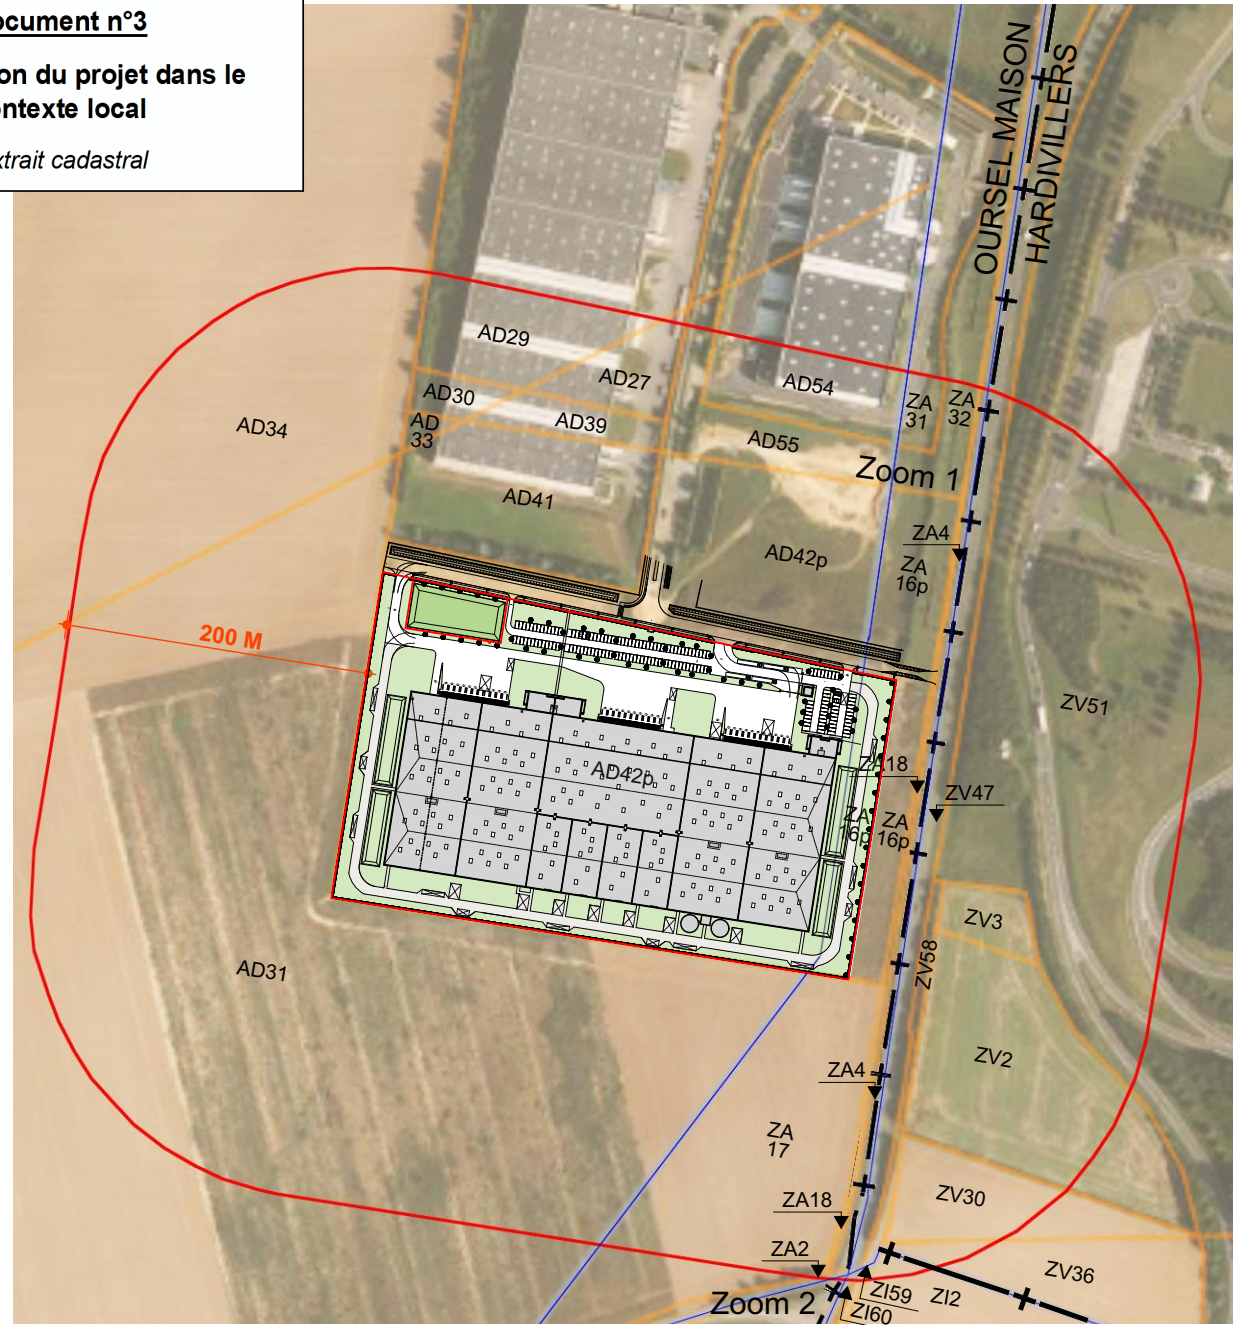 ocument n°3
on du projet dans le
ntexte local
xtrait cadastral
OURSEL MAISON
HARDIVILLERS
AD29
AD27
AD54
AD30
AD39
AD
33
AD34
ZA
31
ZA
32
AD55
Zoom 1
AD41
ZA4
AD42p
ZA
16p
200 M
ZV51
AD42p
ZA18
ZV47
ZA
16p
ZA
16p
ZV3
ZV58
AD31
ZV2
ZA4
ZA
17
ZA18
ZV30
ZA2
ZV36
ZI59
ZI2
Zoom 2
ZI60